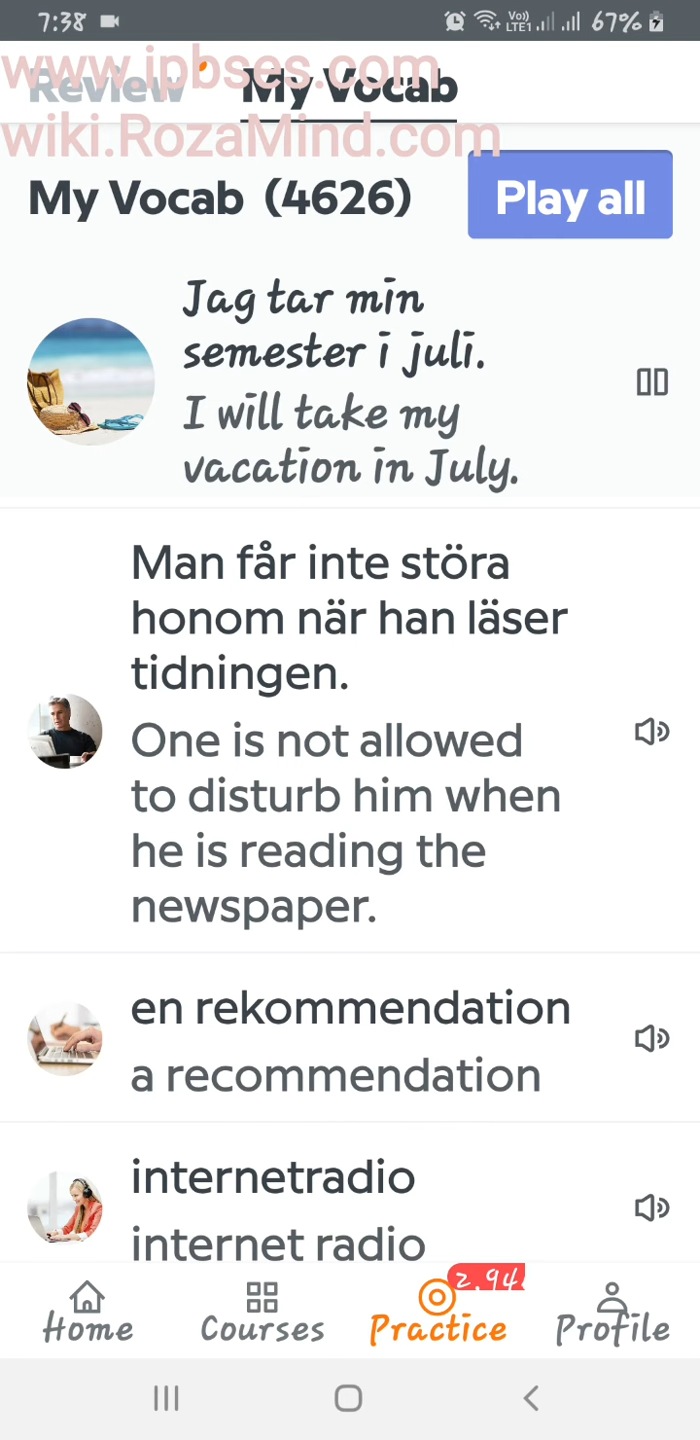 7:38 Vo)) LTE1 67%
www.ipbses.com
Review My Vocab
wiki.RozaMind.com
My Vocab (4626) Play all
Jag tar min
semester i juli.
I will take my
vacation in July.
Man får inte störa
honom när han läser
tidningen.
One is not allowed
to disturb him when
he is reading the
newspaper.
en rekommendation
a recommendation
internetradio
internet radio
2,94
Home Courses Practice Profile